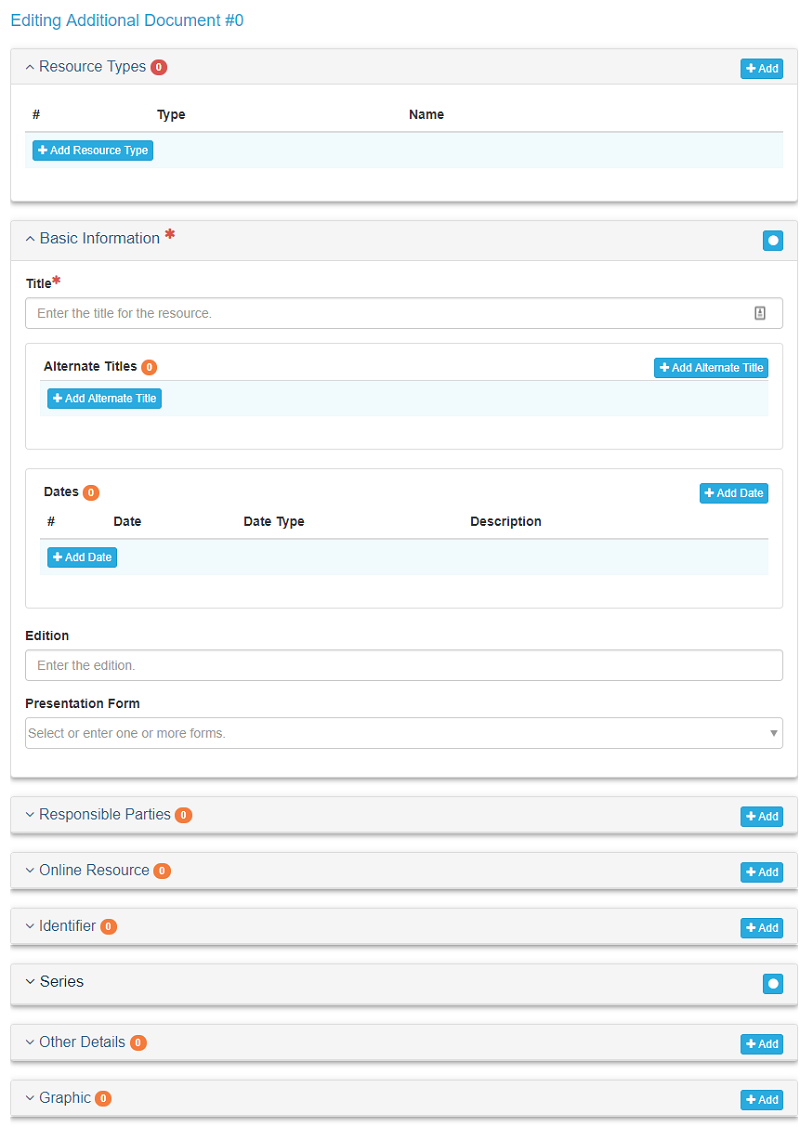 Editing Additional Document #0
Resource Types 0 Add
# Type Name
Add Resource Type
Basic Information *
Title*
Enter the title for the resource.
Alternate Titles 0 Add Alternate Title
Add Alternate Title
Dates 0 Add Date
# Date Date Type Description
Add Date
Edition
Enter the edition.
Presentation Form
Select or enter one or more forms.
Responsible Parties 0 Add
Online Resource 0 Add
Identifier 0 Add
Series
Other Details 0 Add
Graphic 0 Add